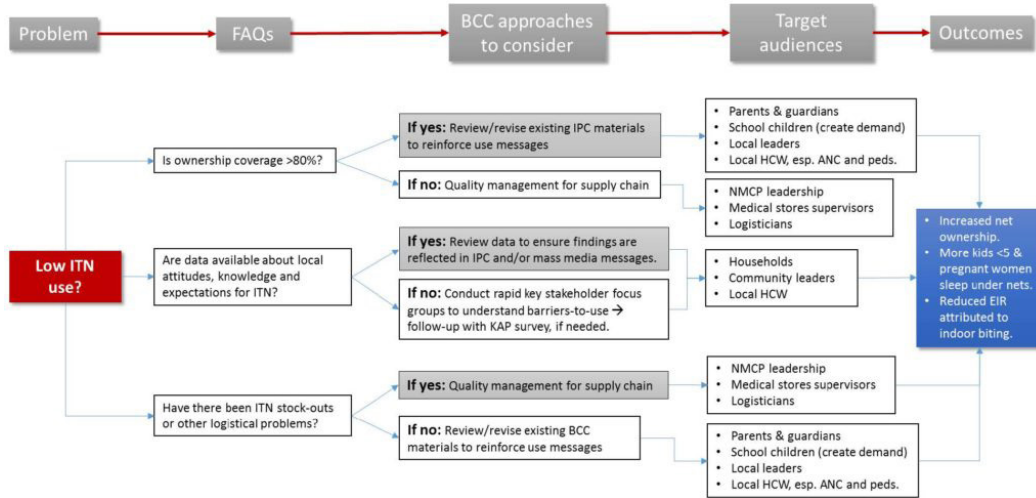 Problem
FAQs
BCC approaches
to consider
Target
audiences
Outcomes
Low ITN
use?
Is ownership coverage >80%?
If yes: Review/revise existing IPC materials
to reinforce use messages
• Parents & guardians
• School children (create demand)
• Local leaders
• Local HCW, esp. ANC and peds.
If no: Quality management for supply chain
• NMCP leadership
• Medical stores supervisors
• Logisticians
Are data available about local
attitudes, knowledge and
expectations for ITN?
If yes: Review data to ensure findings are
reflected in IPC and/or mass media messages.
If no: Conduct rapid key stakeholder focus
groups to understand barriers-to-use →
follow-up with KAP survey, if needed.
• Households
• Community leaders
• Local HCW
Have there been ITN stock-outs
or other logistical problems?
If yes: Quality management for supply chain
• NMCP leadership
• Medical stores supervisors
• Logisticians
If no: Review/revise existing BCC
materials to reinforce use messages
• Parents & guardians
• School children (create demand)
• Local leaders
• Local HCW, esp. ANC and peds.
• Increased net
ownership.
• More kids <5 &
pregnant women
sleep under nets.
• Reduced EIR
attributed to
indoor biting.